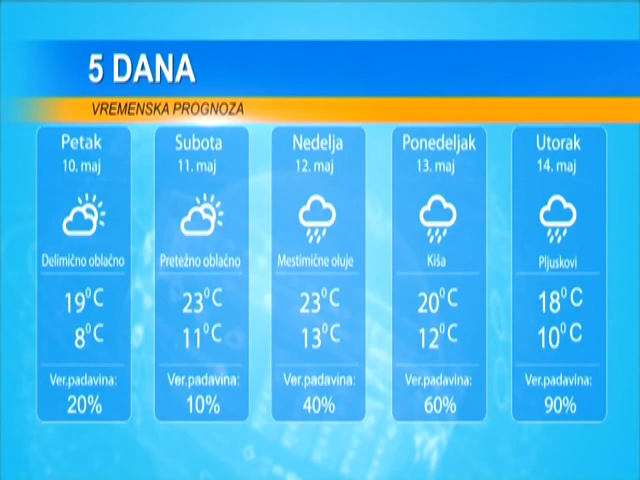 5 DANA
VREMENSKA PROGNOZA
Petak
10. maj
Delimično oblačno
19°C
8°C
Ver.padavina:
20%
Subota
11. maj
Pretežno oblačno
23°C
11°C
Ver.padavina:
10%
Nedelja
12. maj
Mestimične oluje
23°C
13°C
Ver.padavina:
40%
Ponedeljak
13. maj
Kiša
20°C
12°C
Ver.padavina:
60%
Utorak
14. maj
Pljuskovi
18°C
10°C
Ver.padavina:
90%